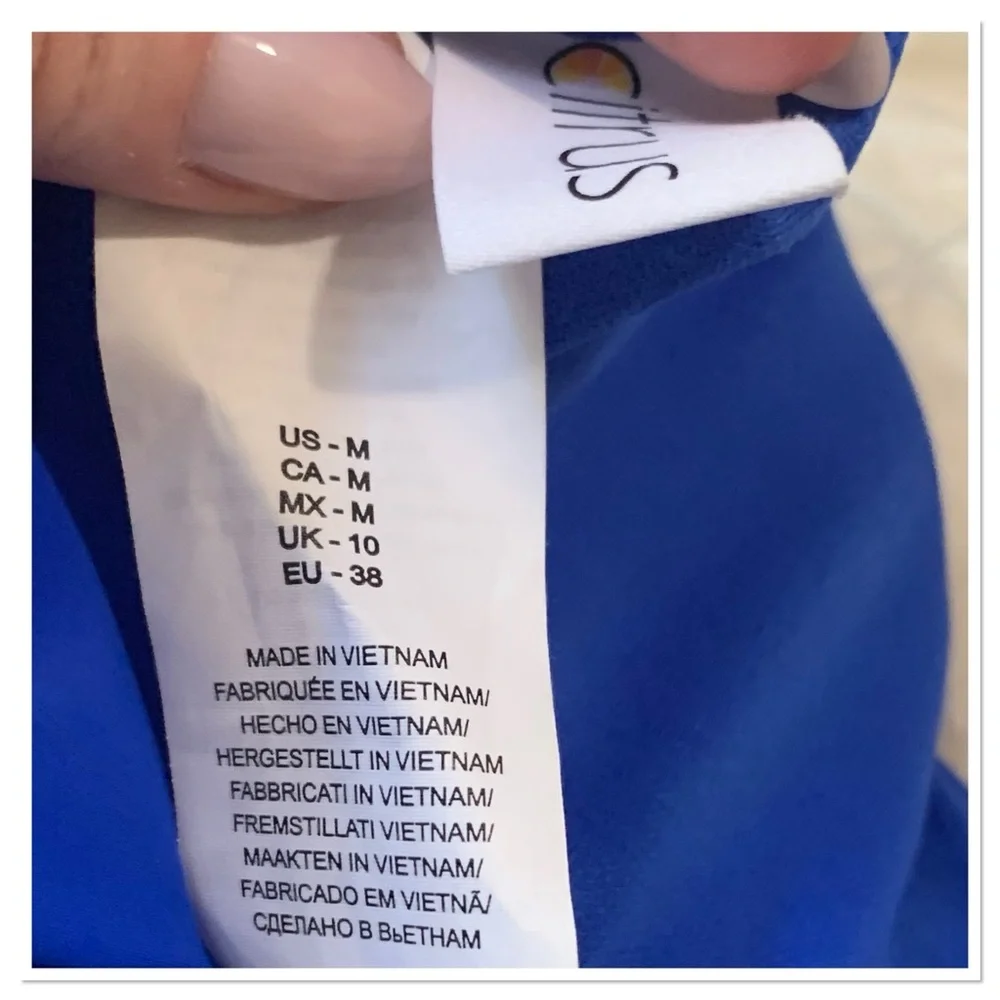 Citrus
US - M
CA - M
MX - M
UK - 10
EU - 38
MADE IN VIETNAM
FABRIQUÉE EN VIETNAM/
HECHO EN VIETNAM/
HERGESTELLT IN VIETNAM
FABBRICATI IN VIETNAM/
FREMSTILLATI VIETNAM/
MAAKTEN IN VIETNAM/
FABRICADO EM VIETNÃ/
СДЕЛАНО В ВЬЕТНАМ